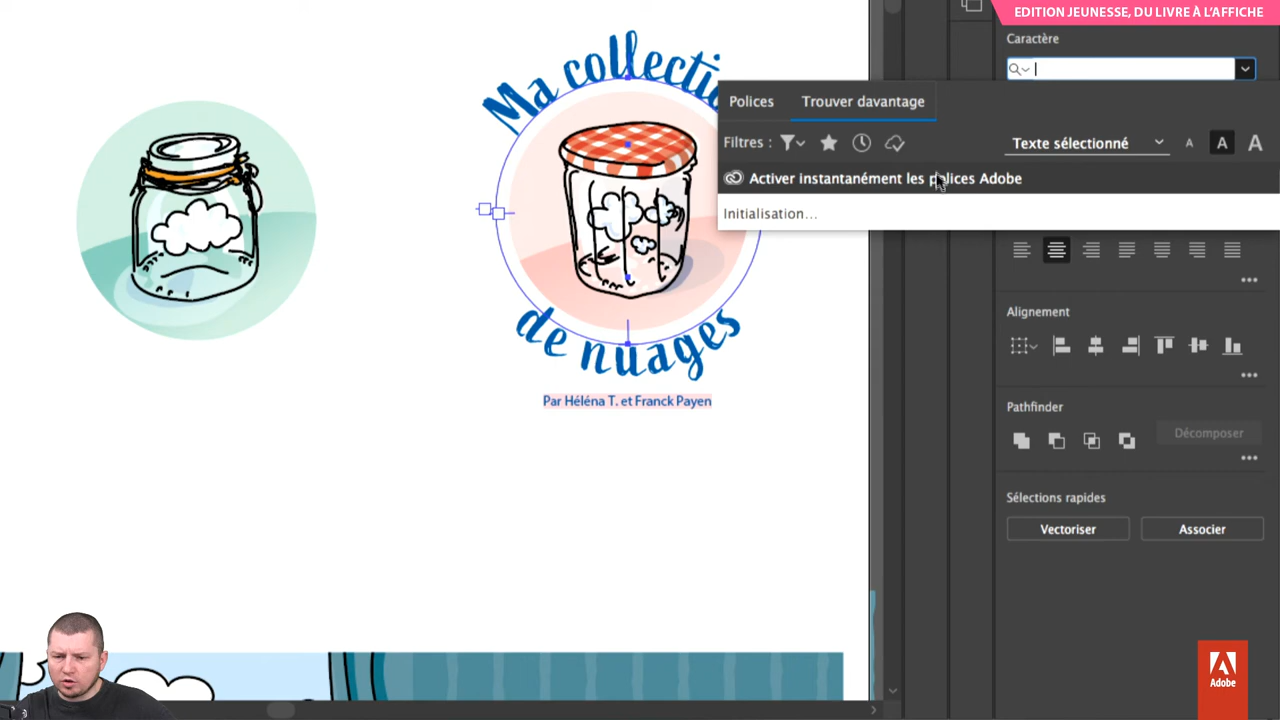 EDITION JEUNESSE, DU LIVRE À L'AFFICHE
Caractère
Polices
Trouver davantage
Filtres :
Texte sélectionné
A
A
A
Activer instantanément les polices Adobe
Initialisation...
Ma collecti
de nuages
Par Héléna T. et Franck Payen
Alignement
Pathfinder
Décomposer
Sélections rapides
Vectoriser
Associer
Adobe